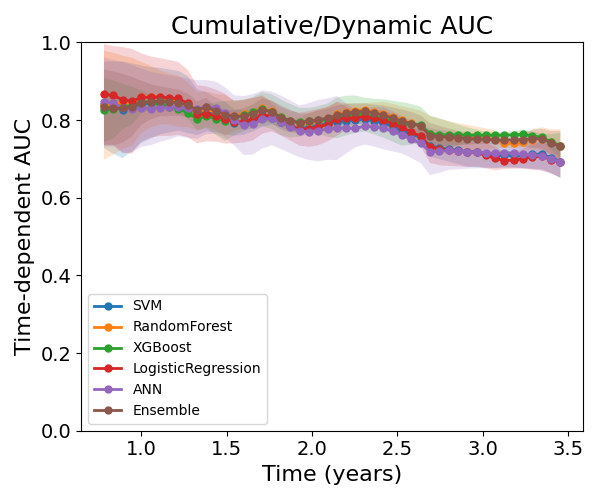 Cumulative/Dynamic AUC
Time-dependent AUC
1.0
0.8
0.6
0.4
0.2
0.0
SVM
RandomForest
XGBoost
LogisticRegression
ANN
Ensemble
1.0 1.5 2.0 2.5 3.0 3.5
Time (years)